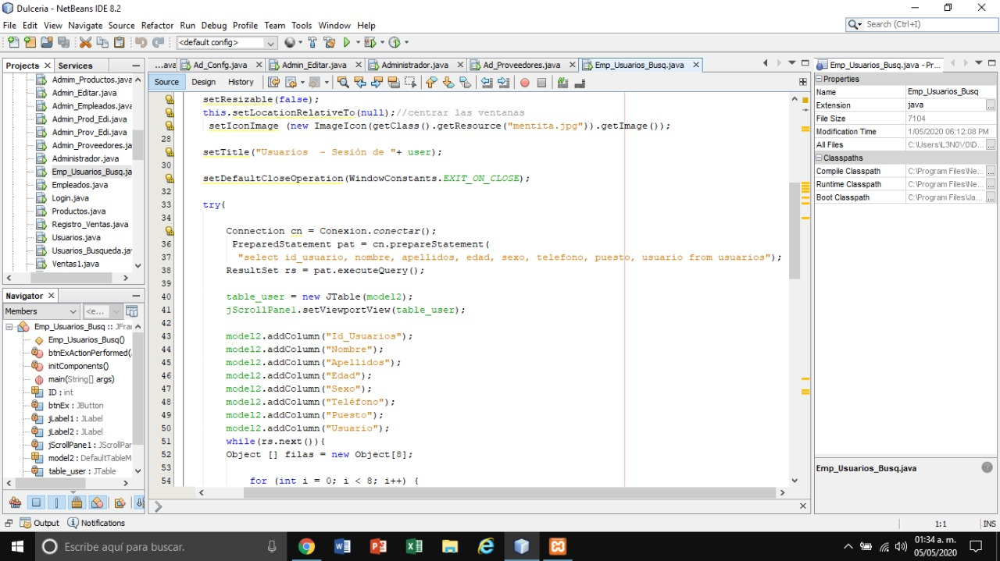 Dulceria - NetBeans IDE 8.2
File Edit View Navigate Source Refactor Run Debug Profile Team Tools Window Help
Search (Ctrl+I)
<default config>
Projects Services
...ava Ad_Confg.java Admin_Editar.java Administrador.java Ad_Proveedores.java Emp_Usuarios_Busq.java
Source Design History
Admin_Productos.java
Admin_Editar.java
Admin_Empleados.java
Admin_Prod_Edi.java
Admin_Prov_Edi.java
Admin_Proveedores.ja
Administrador.java
Emp_Usuarios_Busq.ja
Empleados.java
Login.java
Productos.java
Registro_Ventas.java
Usuarios.java
Usuarios_Busqueda.ja
Ventas1.java
Navigator
Members <e...
Emp_Usuarios_Busq :: JFra
Emp_Usuarios_Busq()
btnExActionPerformed(
initComponents()
main(String[] args)
ID : int
btnEx : JButton
jLabel1 : JLabel
jLabel2 : JLabel
jScrollPane1 : JScrollPar
model2 : DefaultTableM
table_user : JTable
setResizable(false);
this.setLocationRelativeTo(null);//centrar las ventanas
setIconImage (new ImageIcon(getClass().getResource("mentita.jpg")).getImage());
28
setTitle("Usuarios  - Sesión de "+ user);
30
setDefaultCloseOperation(WindowConstants.EXIT_ON_CLOSE);
32
33 try{
34
Connection cn = Conexion.conectar();
36 PreparedStatement pat = cn.prepareStatement(
37 "select id_usuario, nombre, apellidos, edad, sexo, telefono, puesto, usuario from usuarios");
38 ResultSet rs = pat.executeQuery();
39
40 table_user = new JTable(model2);
41 jScrollPane1.setViewportView(table_user);
42
43 model2.addColumn("Id_Usuarios");
44 model2.addColumn("Nombre");
45 model2.addColumn("Apellidos");
46 model2.addColumn("Edad");
47 model2.addColumn("Sexo");
48 model2.addColumn("Teléfono");
49 model2.addColumn("Puesto");
50 model2.addColumn("Usuario");
51 while(rs.next()){
52 Object [] filas = new Object[8];
53
54 for (int i = 0; i < 8; i++) {
Emp_Usuarios_Busq.java - Pr...
Properties
Name Emp_Usuarios_Busq
Extension java
File Size 7104
Modification Time 1/05/2020 06:12:08 PM
All Files C:\Users\L3N0V0\D...
Classpaths
Compile Classpath C:\Program Files\Ne...
Runtime Classpath C:\Program Files\Ne...
Boot Classpath C:\Program Files\Ja...
Emp_Usuarios_Busq.java
Output Notifications
1:1 INS
Escribe aquí para buscar.
01:34 a. m.
05/05/2020